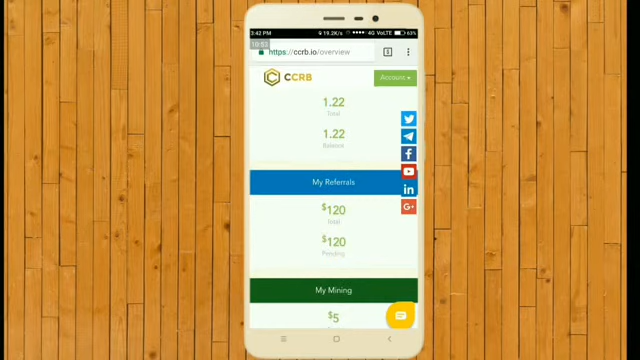 3:42 PM
19.2K/s
4G VoLTE
63%
https://ccrb.io/overview
CCRB
Account
1.22
Total
1.22
Balance
My Referrals
$120
Total
$120
Pending
My Mining
$5